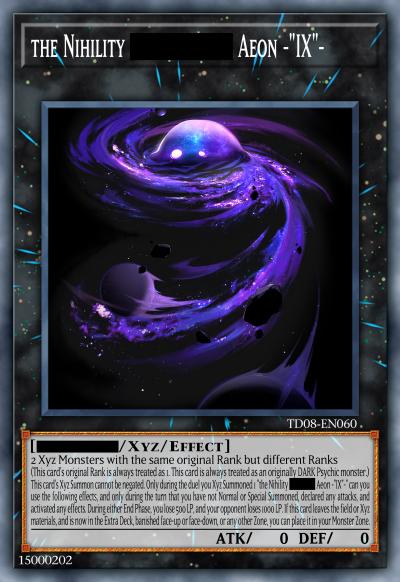 THE NIHILITY AEON -"IX"-
TD08-EN060
[/XYZ/EFFECT]
2 Xyz Monsters with the same original Rank but different Ranks
(This card's original Rank is always treated as 1. This card is always treated as an originally DARK Psychic monster.)
This card's Xyz Summon cannot be negated. Only during the duel you Xyz Summoned 1 "the Nihility Aeon -"IX"-" can you
use the following effects, and only during the turn that you have not Normal or Special Summoned, declared any attacks, and
activated any effects. During either End Phase, you lose 500 LP, and your opponent loses 1000 LP. If this card leaves the field or Xyz
materials, and is now in the Extra Deck, banished face-up or face-down, or any other Zone, you can place it in your Monster Zone.
ATK/ 0 DEF/ 0
15000202